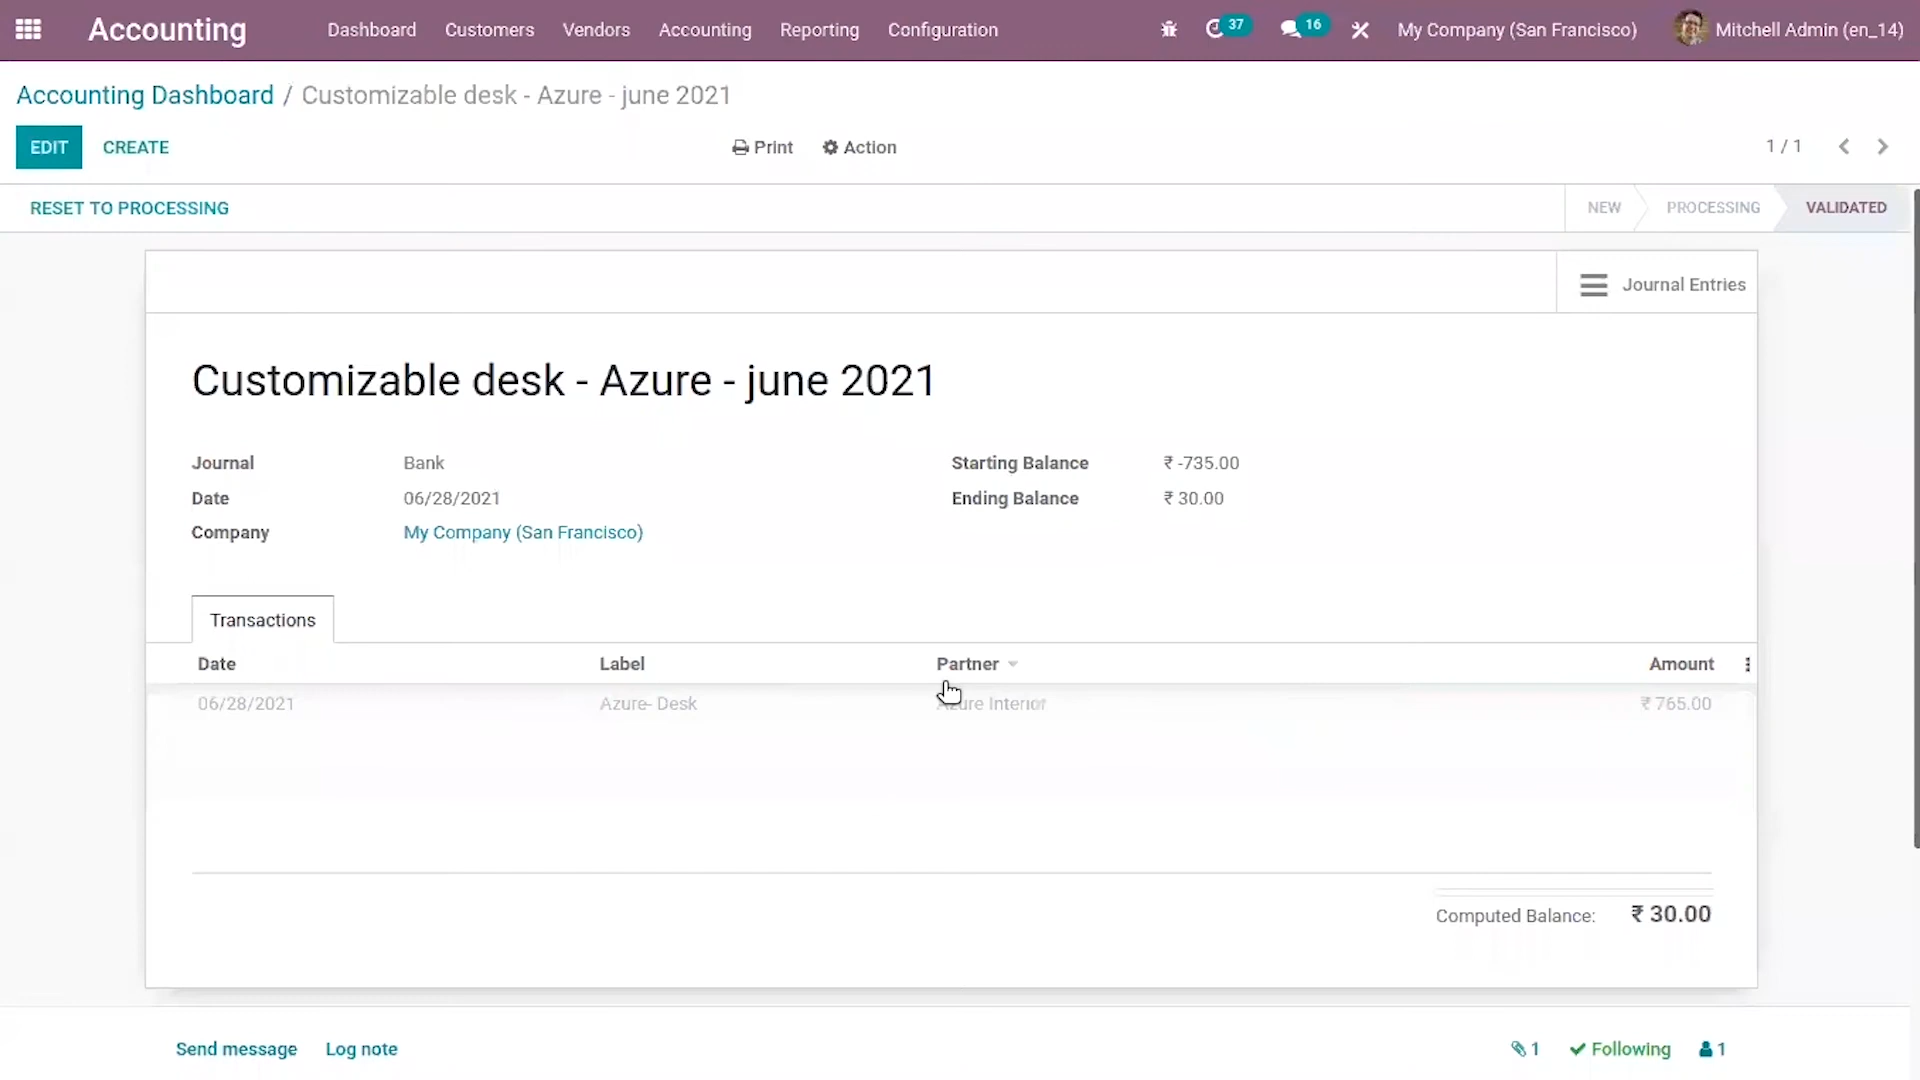 Accounting Dashboard Customers Vendors Accounting Reporting Configuration 37 16 My Company (San Francisco) Mitchell Admin (en_14)
Accounting Dashboard / Customizable desk - Azure - june 2021
EDIT CREATE Print Action 1 / 1
RESET TO PROCESSING NEW PROCESSING VALIDATED
Journal Entries
Customizable desk - Azure - june 2021
Journal Bank Starting Balance ₹ -735.00
Date 06/28/2021 Ending Balance ₹ 30.00
Company My Company (San Francisco)
Transactions
Date Label Partner Amount
06/28/2021 Azure- Desk Azure Interior ₹ 765.00
Computed Balance: ₹ 30.00
Send message Log note 1 Following 1